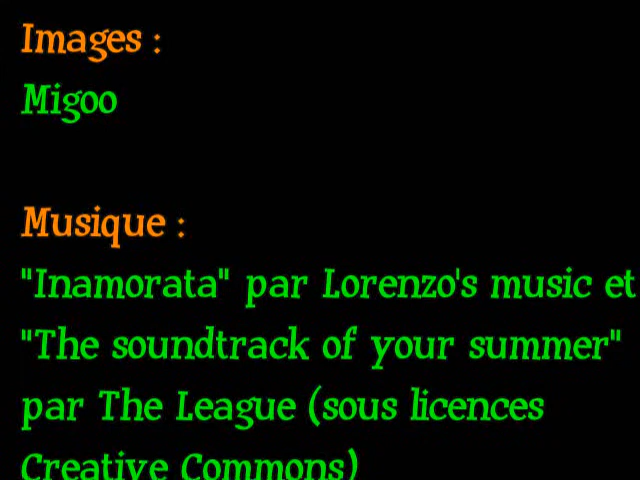 Images :
Migoo
Musique :
"Inamorata" par Lorenzo's music et
"The soundtrack of your summer"
par The League (sous licences
Creative Commons)